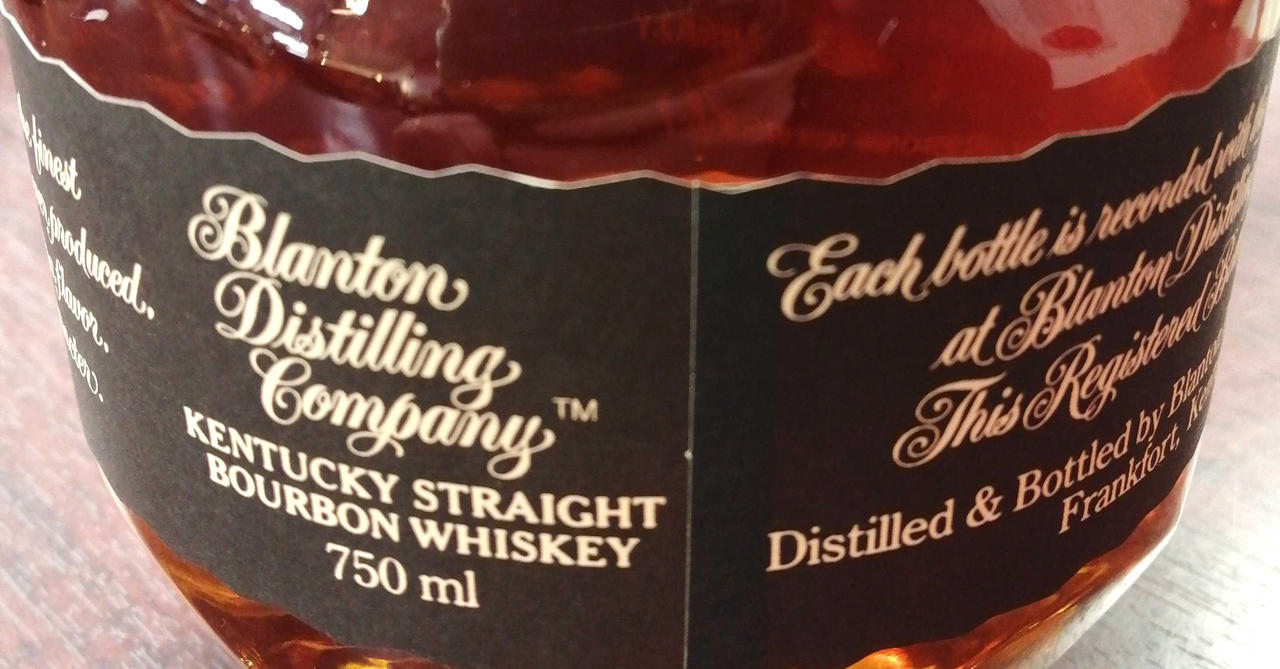 finest
produced.
flavor.
Blanton
Distilling
Company™
KENTUCKY STRAIGHT
BOURBON WHISKEY
750 ml
Each bottle is recorded with
at Blanton
This Registered
Distilled & Bottled by
Frankfort,